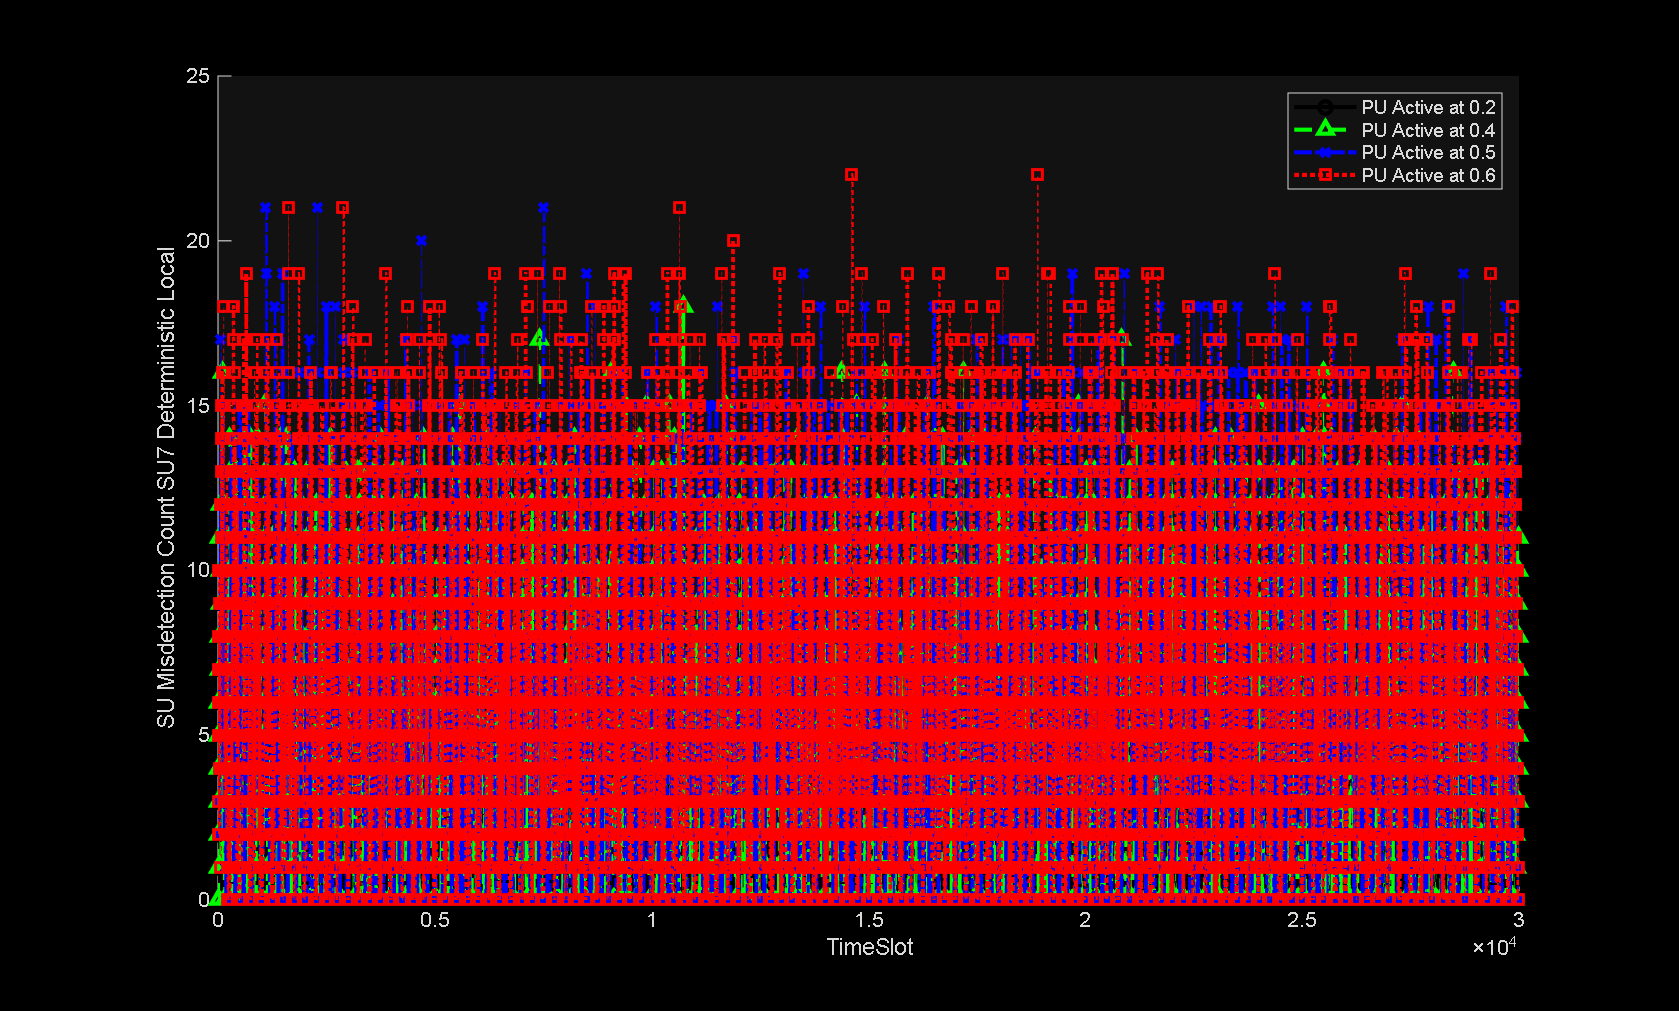 25
20
15
10
5
0
SU Misdetection Count SU7 Deterministic Local
PU Active at 0.2
PU Active at 0.4
PU Active at 0.5
PU Active at 0.6
0 0.5 1 1.5 2 2.5 3
TimeSlot
×10⁴